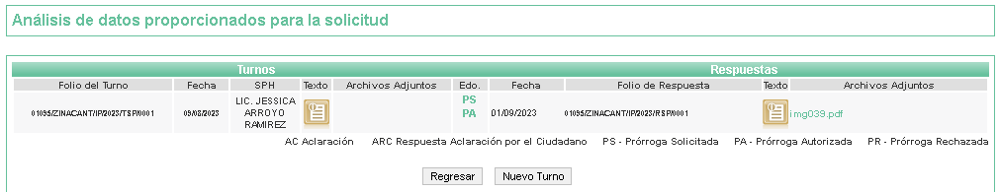 Análisis de datos proporcionados para la solicitud
Turnos Respuestas
Folio del Turno Fecha SPH Texto Archivos Adjuntos Edo. Fecha Folio de Respuesta Texto Archivos Adjuntos
01095/ZINACANT/IP/2023/TSP/0001 09/08/2023 LIC. JESSICA ARROYO RAMIREZ PS PA 01/09/2023 01095/ZINACANT/IP/2023/RSP/0001 img039.pdf
AC Aclaración ARC Respuesta Aclaración por el Ciudadano PS - Prórroga Solicitada PA - Prórroga Autorizada PR - Prórroga Rechazada
Regresar Nuevo Turno